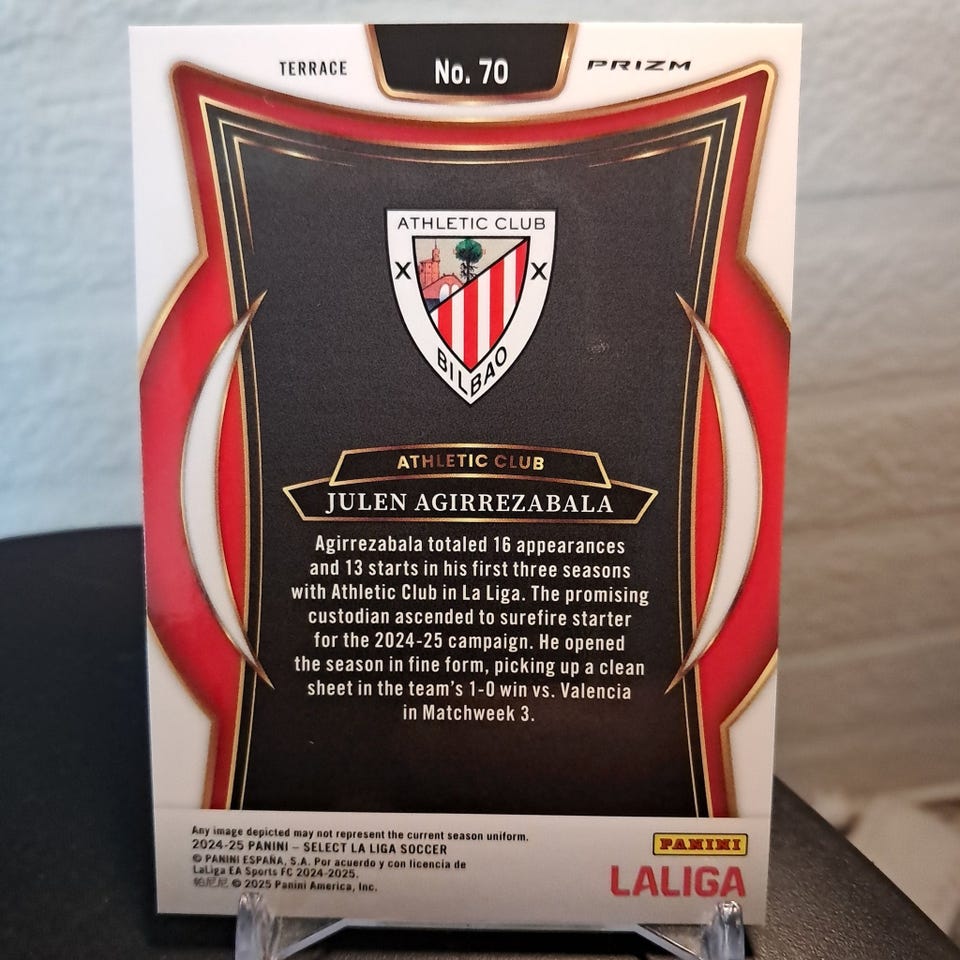 TERRACE
No. 70
PRIZM
ATHLETIC CLUB
BILBAO
ATHLETIC CLUB
JULEN AGIRREZABALA
Agirrezabala totaled 16 appearances
and 13 starts in his first three seasons
with Athletic Club in La Liga. The promising
custodian ascended to surefire starter
for the 2024-25 campaign. He opened
the season in fine form, picking up a clean
sheet in the team's 1-0 win vs. Valencia
in Matchweek 3.
Any image depicted may not represent the current season uniform.
2024-25 PANINI – SELECT LA LIGA SOCCER
© PANINI ESPAÑA, S.A. Por acuerdo y con licencia de
LaLiga EA Sports FC 2024-2025.
帕尼尼 © 2025 Panini America, Inc.
PANINI
LALIGA